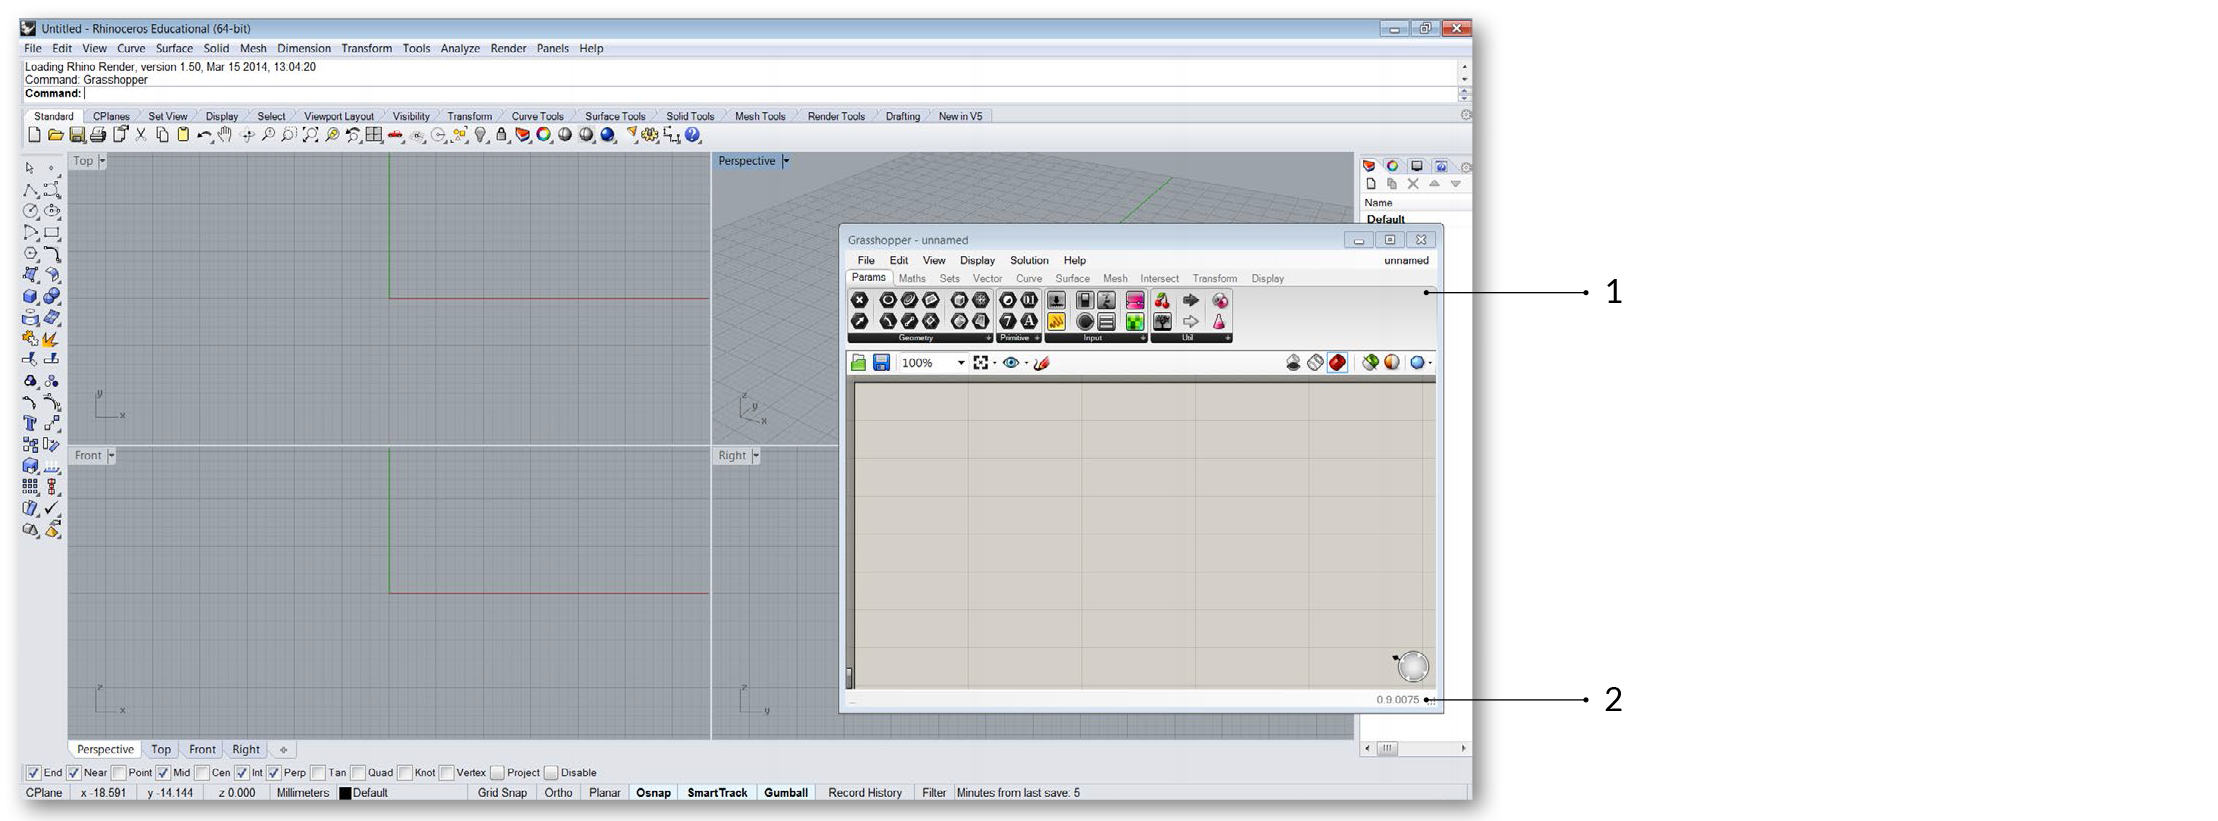 Untitled - Rhinoceros Educational (64-bit)
File Edit View Curve Surface Solid Mesh Dimension Transform Tools Analyze Render Panels Help
Loading Rhino Render, version 1.50, Mar 15 2014, 13.04.20
Command: Grasshopper
Command:
Standard CPlanes Set View Display Select Viewport Layout Visibility Transform Curve Tools Surface Tools Solid Tools Mesh Tools Render Tools Drafting New in V5
Top
y
x
Perspective
z
y
x
Name
Default
Grasshopper - unnamed
File Edit View Display Solution Help unnamed
Params Maths Sets Vector Curve Surface Mesh Intersect Transform Display
Geometry Primitive Input Util
100%
0.9.0075
1
2
Front
z
x
Right
z
y
Perspective Top Front Right
End Near Point Mid Cen Int Perp Tan Quad Knot Vertex Project Disable
CPlane x -18.591 y -14.144 z 0.000 Millimeters Default Grid Snap Ortho Planar Osnap SmartTrack Gumball Record History Filter Minutes from last save: 5